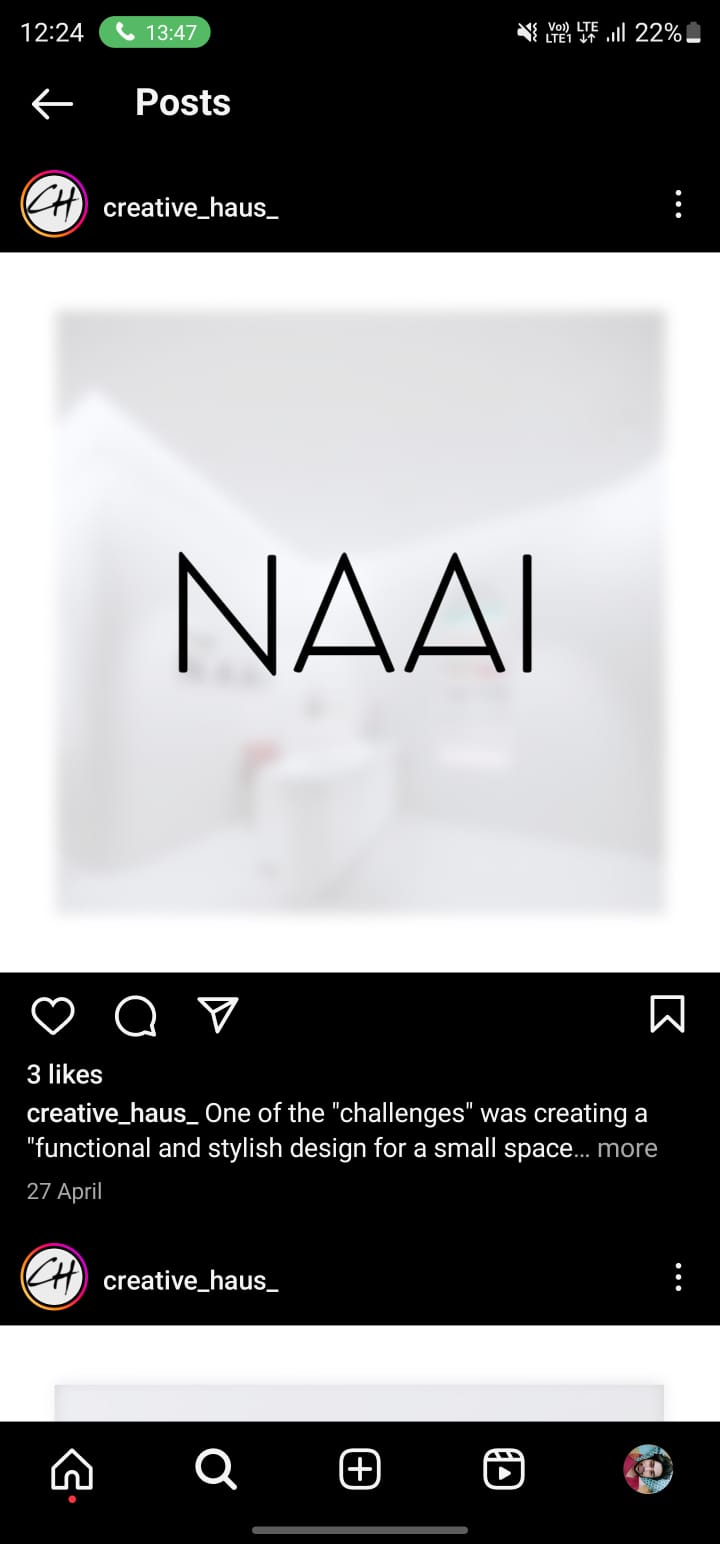 12:24 13:47 Vo)) LTE1 LTE 22%
Posts
CH creative_haus_
NAAI
3 likes
creative_haus_ One of the "challenges" was creating a
"functional and stylish design for a small space... more
27 April
CH creative_haus_